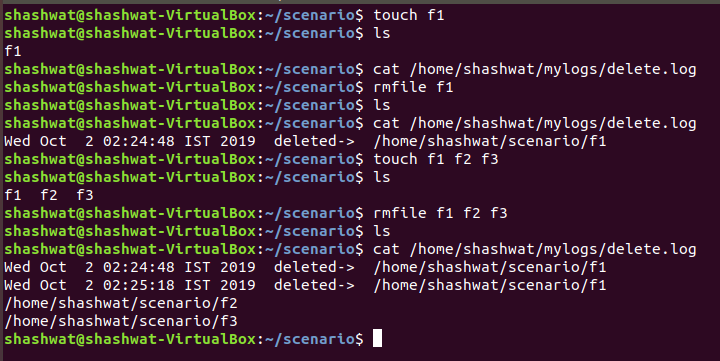 shashwat@shashwat-VirtualBox:~/scenario$ touch f1
shashwat@shashwat-VirtualBox:~/scenario$ ls
f1
shashwat@shashwat-VirtualBox:~/scenario$ cat /home/shashwat/mylogs/delete.log
shashwat@shashwat-VirtualBox:~/scenario$ rmfile f1
shashwat@shashwat-VirtualBox:~/scenario$ ls
shashwat@shashwat-VirtualBox:~/scenario$ cat /home/shashwat/mylogs/delete.log
Wed Oct  2 02:24:48 IST 2019  deleted->  /home/shashwat/scenario/f1
shashwat@shashwat-VirtualBox:~/scenario$ touch f1 f2 f3
shashwat@shashwat-VirtualBox:~/scenario$ ls
f1  f2  f3
shashwat@shashwat-VirtualBox:~/scenario$ rmfile f1 f2 f3
shashwat@shashwat-VirtualBox:~/scenario$ ls
shashwat@shashwat-VirtualBox:~/scenario$ cat /home/shashwat/mylogs/delete.log
Wed Oct  2 02:24:48 IST 2019  deleted->  /home/shashwat/scenario/f1
Wed Oct  2 02:25:18 IST 2019  deleted->  /home/shashwat/scenario/f1
/home/shashwat/scenario/f2
/home/shashwat/scenario/f3
shashwat@shashwat-VirtualBox:~/scenario$